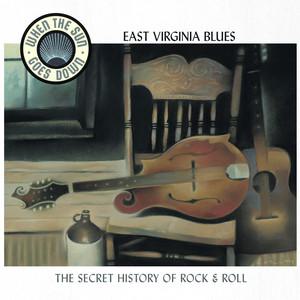 WHEN THE SUN
GOES DOWN
EAST VIRGINIA BLUES
THE SECRET HISTORY OF ROCK & ROLL